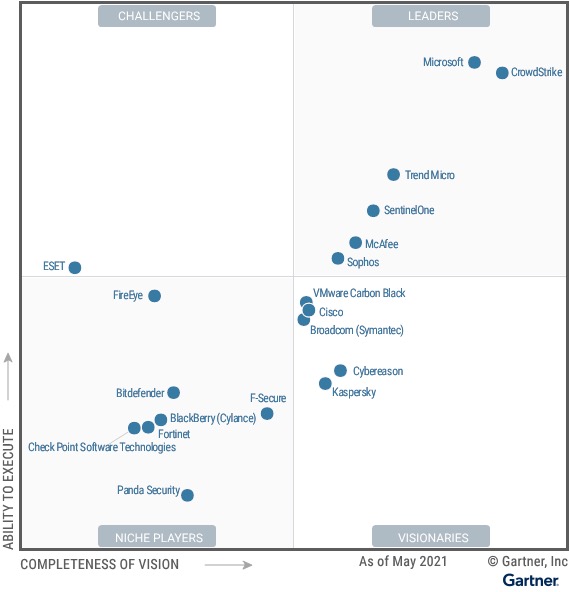 CHALLENGERS
LEADERS
Microsoft
CrowdStrike
Trend Micro
SentinelOne
McAfee
Sophos
ESET
FireEye
VMware Carbon Black
Cisco
Broadcom (Symantec)
Cybereason
Kaspersky
Bitdefender
F-Secure
BlackBerry (Cylance)
Fortinet
Check Point Software Technologies
Panda Security
ABILITY TO EXECUTE
NICHE PLAYERS
VISIONARIES
COMPLETENESS OF VISION
As of May 2021
© Gartner, Inc
Gartner